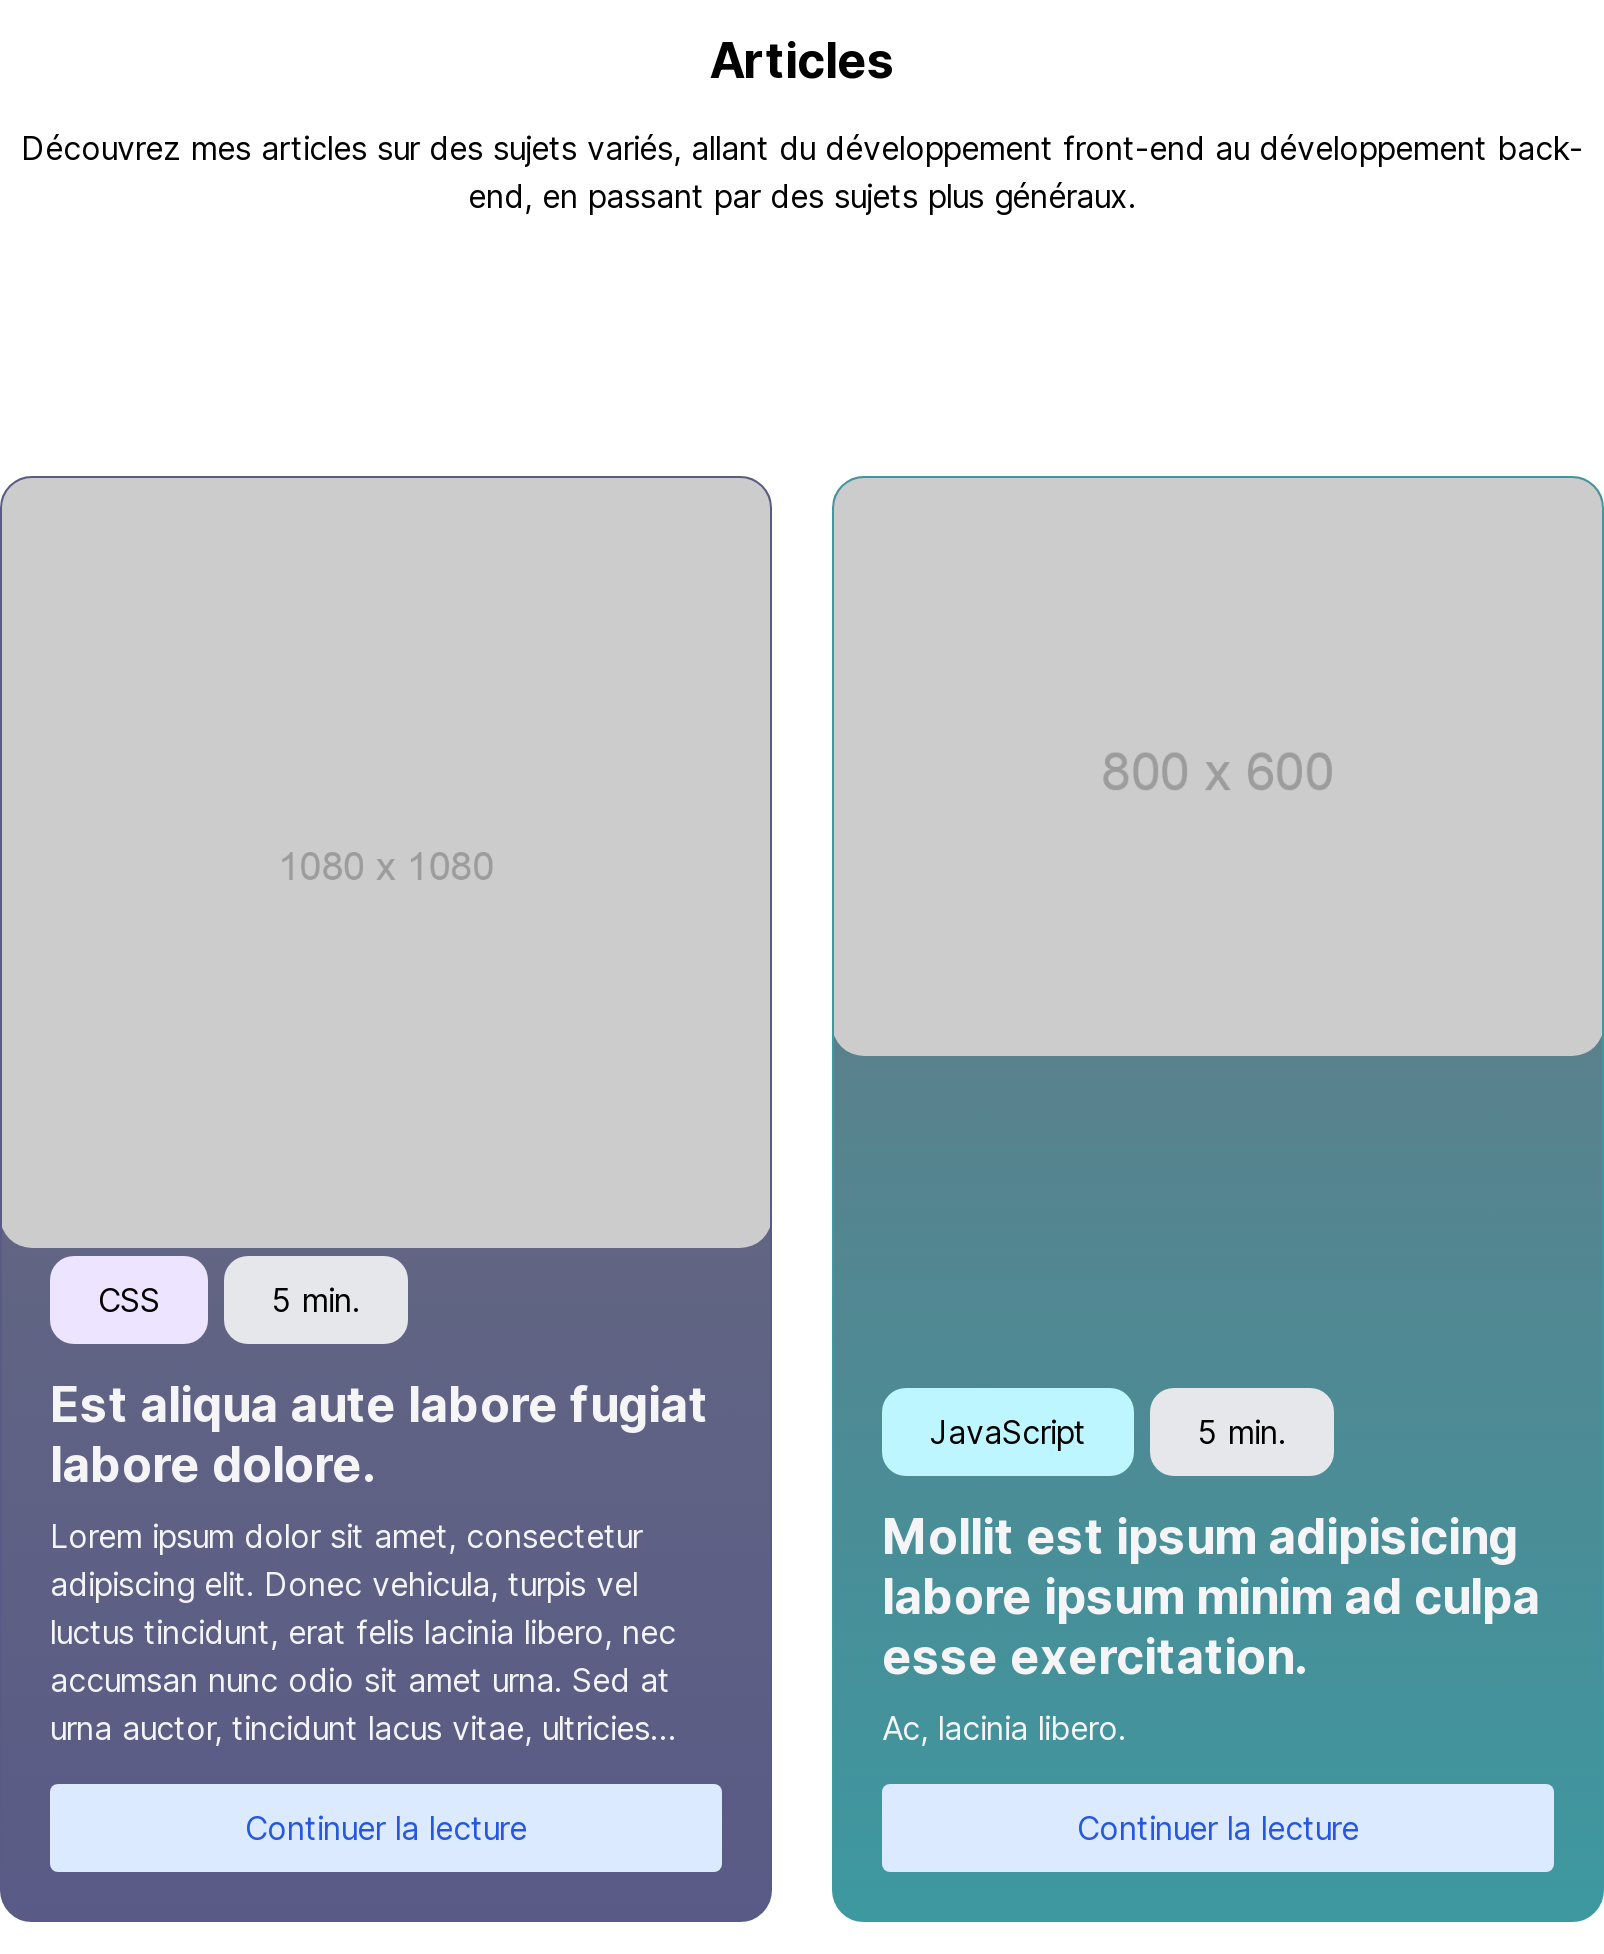 Articles
Découvrez mes articles sur des sujets variés, allant du développement front-end au développement back-
end, en passant par des sujets plus généraux.
1080 x 1080
CSS
5 min.
Est aliqua aute labore fugiat
labore dolore.
Lorem ipsum dolor sit amet, consectetur
adipiscing elit. Donec vehicula, turpis vel
luctus tincidunt, erat felis lacinia libero, nec
accumsan nunc odio sit amet urna. Sed at
urna auctor, tincidunt lacus vitae, ultricies...
Continuer la lecture
800 x 600
JavaScript
5 min.
Mollit est ipsum adipisicing
labore ipsum minim ad culpa
esse exercitation.
Ac, lacinia libero.
Continuer la lecture